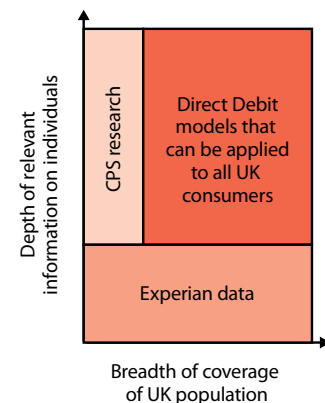 Depth of relevant
information on individuals
CPS research
Direct Debit
models that
can be applied
to all UK
consumers
Experian data
Breadth of coverage
of UK population